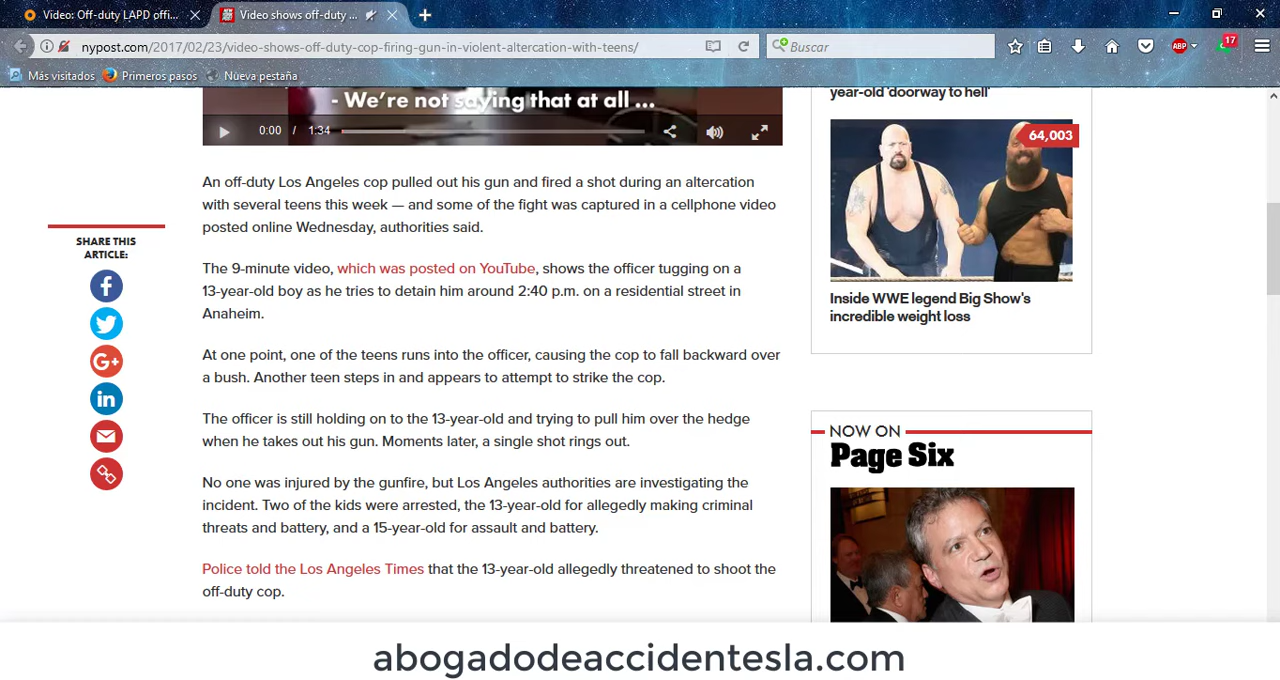 Video: Off-duty LAPD offi...
Video shows off-duty ...
nypost.com/2017/02/23/video-shows-off-duty-cop-firing-gun-in-violent-altercation-with-teens/
Buscar
ABP
17
Más visitados
Primeros pasos
Nueva pestaña
- We're not saying that at all ...
0:00 / 1:34
An off-duty Los Angeles cop pulled out his gun and fired a shot during an altercation
with several teens this week — and some of the fight was captured in a cellphone video
posted online Wednesday, authorities said.
SHARE THIS
ARTICLE:
The 9-minute video, which was posted on YouTube, shows the officer tugging on a
13-year-old boy as he tries to detain him around 2:40 p.m. on a residential street in
Anaheim.
At one point, one of the teens runs into the officer, causing the cop to fall backward over
a bush. Another teen steps in and appears to attempt to strike the cop.
The officer is still holding on to the 13-year-old and trying to pull him over the hedge
when he takes out his gun. Moments later, a single shot rings out.
No one was injured by the gunfire, but Los Angeles authorities are investigating the
incident. Two of the kids were arrested, the 13-year-old for allegedly making criminal
threats and battery, and a 15-year-old for assault and battery.
Police told the Los Angeles Times that the 13-year-old allegedly threatened to shoot the
off-duty cop.
year-old 'doorway to hell'
64,003
Inside WWE legend Big Show's
incredible weight loss
NOW ON
Page Six
abogadodeaccidentesla.com